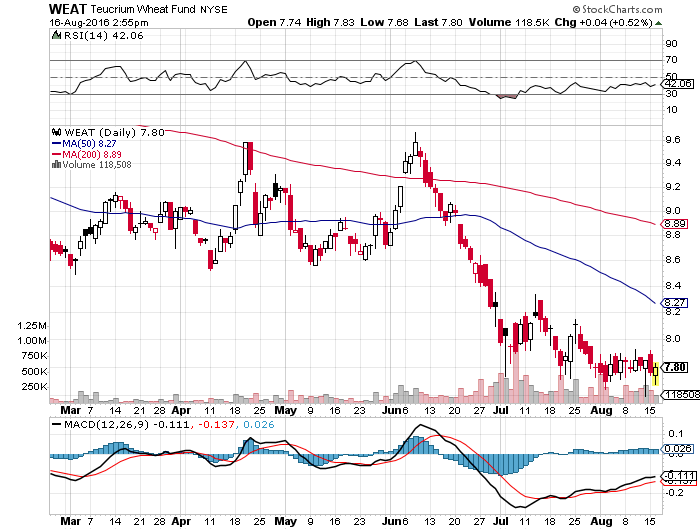 WEAT Teucrium Wheat Fund NYSE © StockCharts.com
16-Aug-2016 2:55pm Open 7.74 High 7.83 Low 7.68 Last 7.80 Volume 118.5K Chg +0.04 (+0.52%)
RSI(14) 42.06
90
70
50
42.06
30
10
WEAT (Daily) 7.80
MA(50) 8.27
MA(200) 8.89
Volume 118,508
9.6
9.4
9.2
9.0
8.89
8.8
8.6
8.4
8.27
8.2
8.0
7.80
118508
1.25M
1.00M
750K
500K
250K
Mar 7 14 21 28 Apr 11 18 25 May 9 16 23 Jun 6 13 20 27 Jul 11 18 25 Aug 8 15
MACD(12,26,9) -0.111, -0.137, 0.026
0.1
0.026
0.0
-0.111
-0.137
-0.2
Mar 7 14 21 28 Apr 11 18 25 May 9 16 23 Jun 6 13 20 27 Jul 11 18 25 Aug 8 15